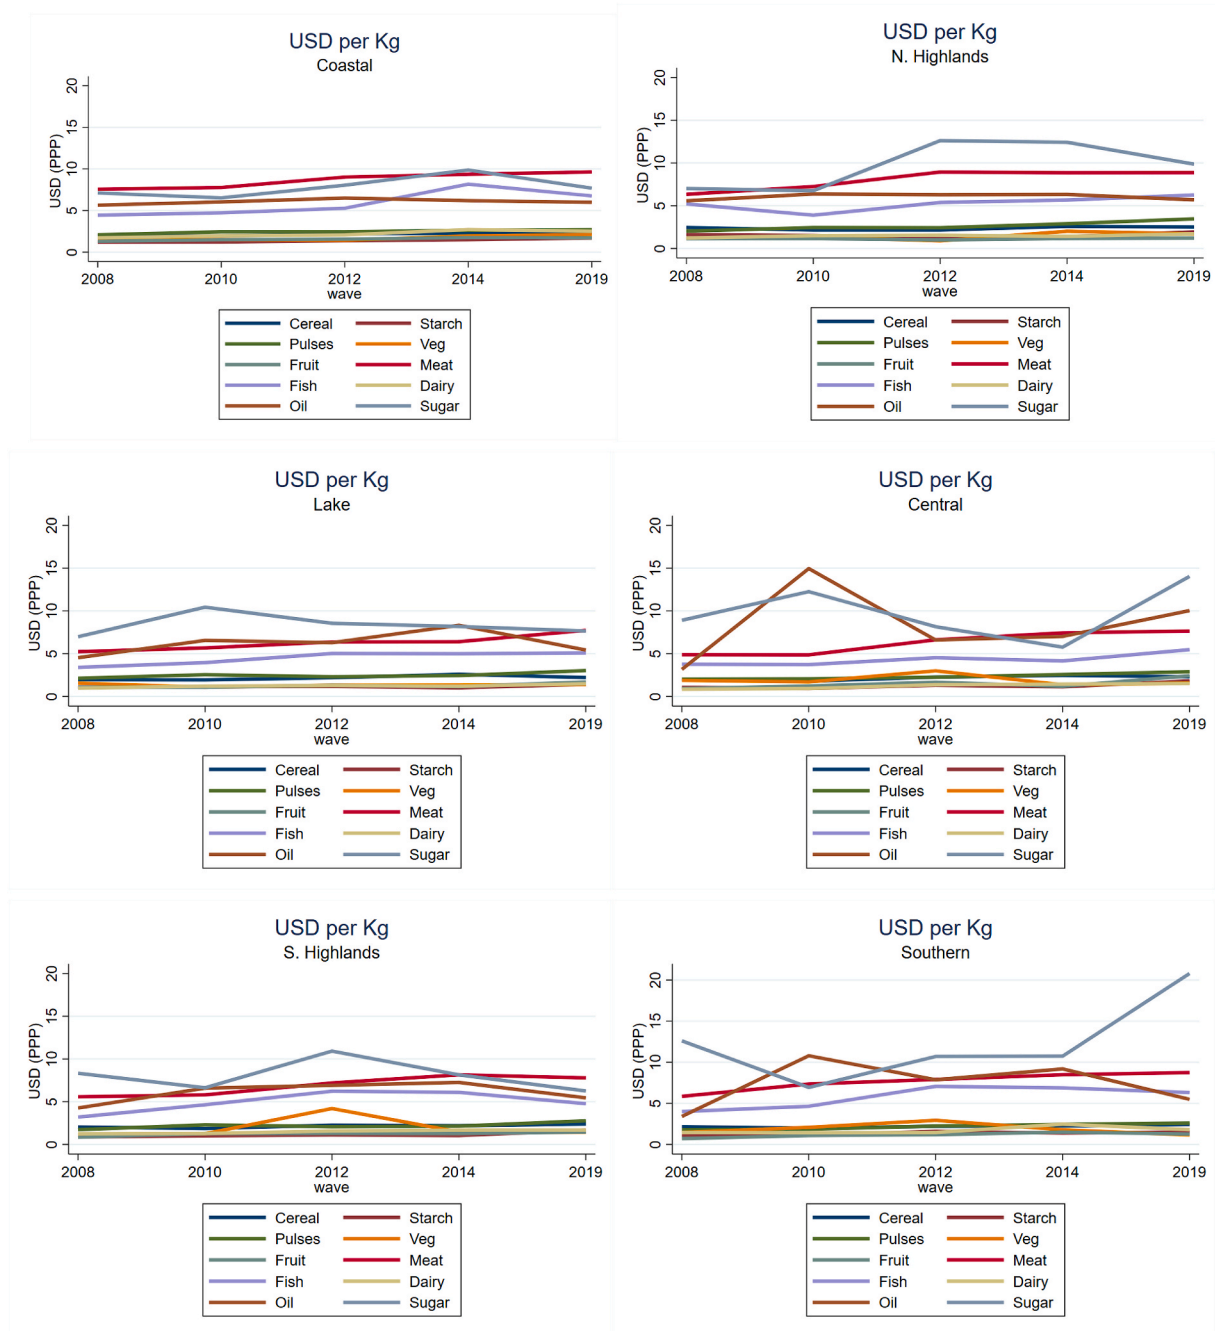 USD per Kg
Coastal
USD (PPP)
20
15
10
5
0
2008 2010 2012 2014 2019
wave
Cereal Starch
Pulses Veg
Fruit Meat
Fish Dairy
Oil Sugar
USD per Kg
N. Highlands
USD (PPP)
20
15
10
5
0
2008 2010 2012 2014 2019
wave
Cereal Starch
Pulses Veg
Fruit Meat
Fish Dairy
Oil Sugar
USD per Kg
Lake
USD (PPP)
20
15
10
5
0
2008 2010 2012 2014 2019
wave
Cereal Starch
Pulses Veg
Fruit Meat
Fish Dairy
Oil Sugar
USD per Kg
Central
USD (PPP)
20
15
10
5
0
2008 2010 2012 2014 2019
wave
Cereal Starch
Pulses Veg
Fruit Meat
Fish Dairy
Oil Sugar
USD per Kg
S. Highlands
USD (PPP)
20
15
10
5
0
2008 2010 2012 2014 2019
wave
Cereal Starch
Pulses Veg
Fruit Meat
Fish Dairy
Oil Sugar
USD per Kg
Southern
USD (PPP)
20
15
10
5
0
2008 2010 2012 2014 2019
wave
Cereal Starch
Pulses Veg
Fruit Meat
Fish Dairy
Oil Sugar